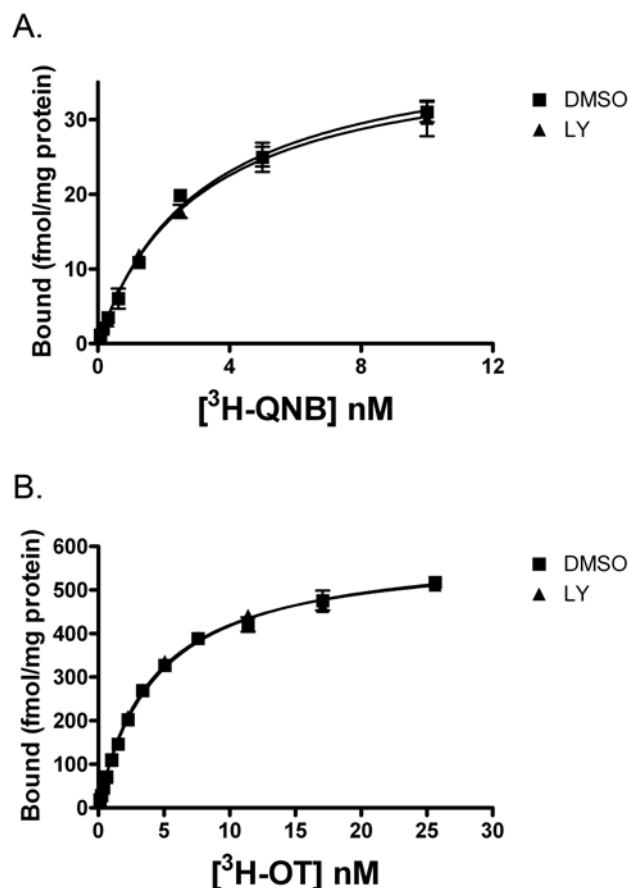 A.
Bound (fmol/mg protein)
30
20
10
0
0 4 8 12
[³H-QNB] nM
DMSO
LY
B.
Bound (fmol/mg protein)
600
500
400
300
200
100
0
0 5 10 15 20 25 30
[³H-OT] nM
DMSO
LY